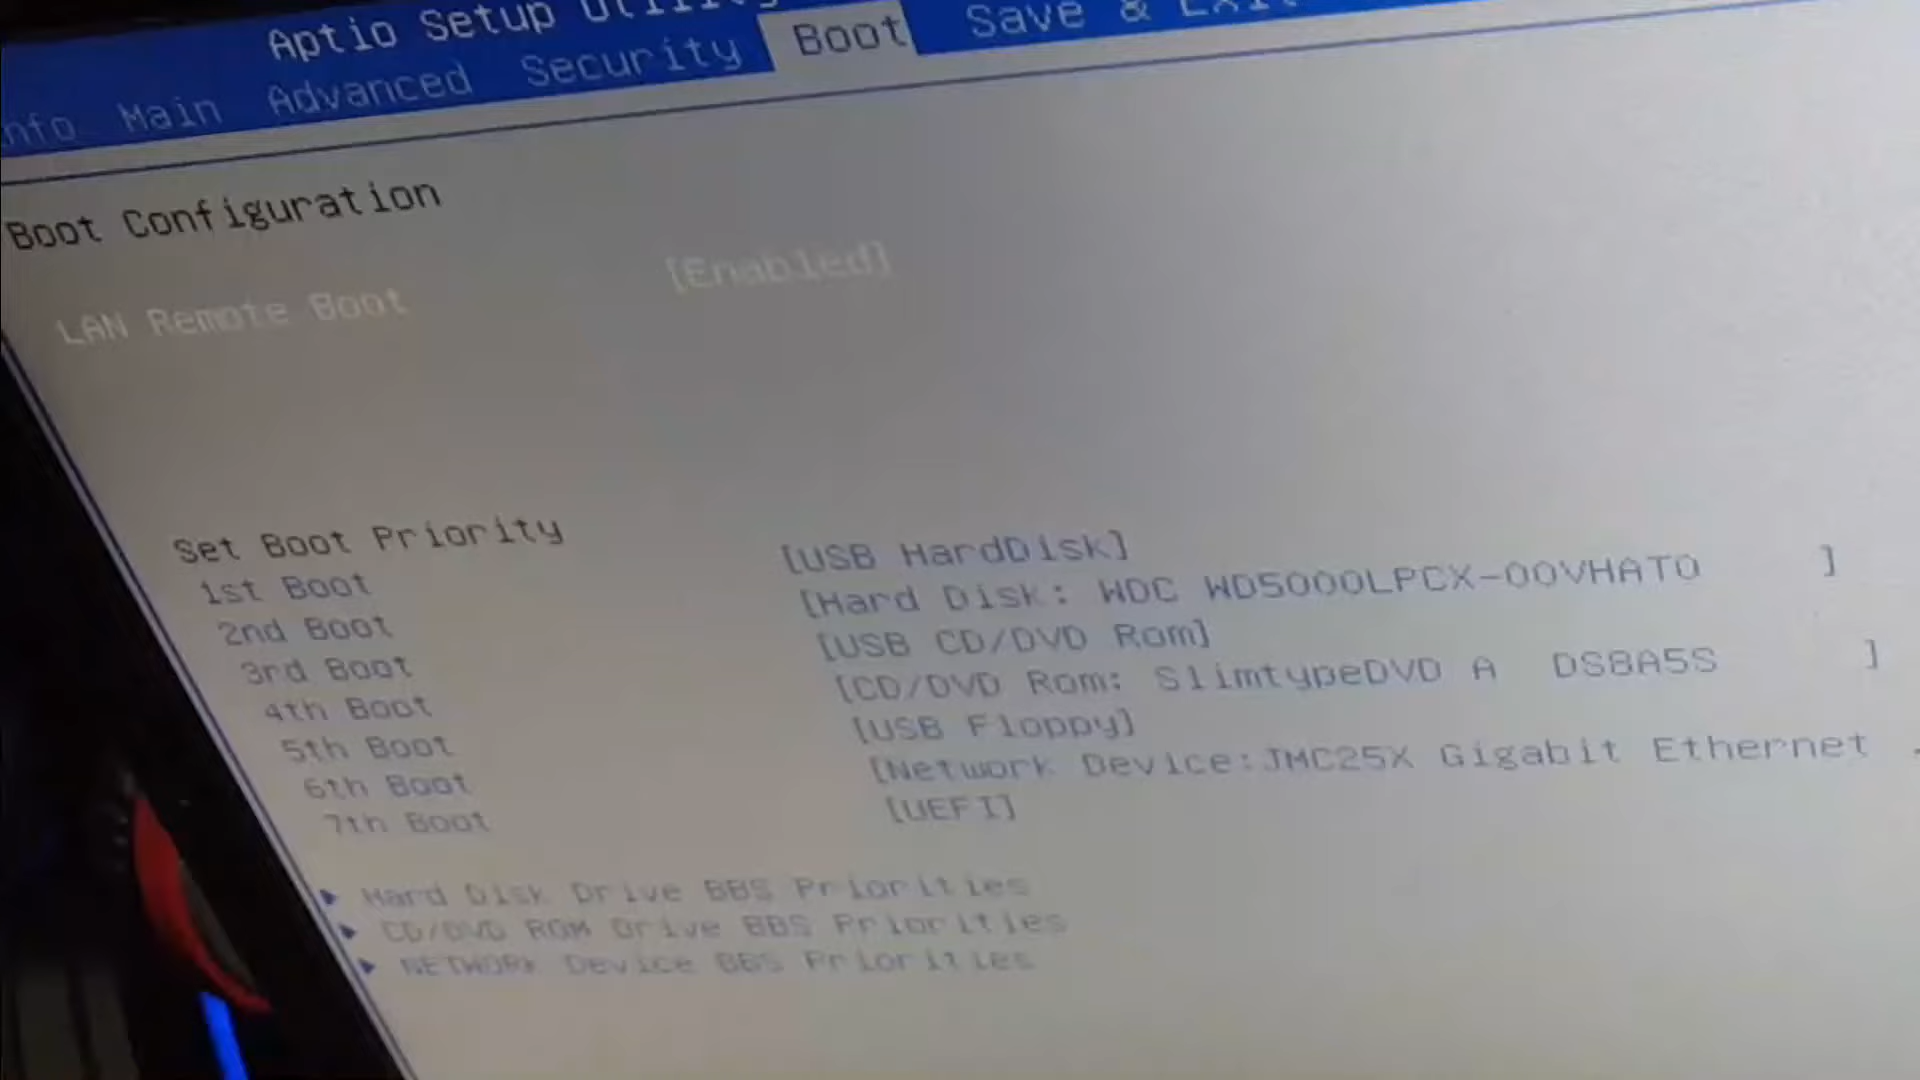 Aptio Setup Utility
Info Main Advanced Security Boot Save & Exit
Boot Configuration
LAN Remote Boot [Enabled]
Set Boot Priority
1st Boot [USB HardDisk]
2nd Boot [Hard Disk: WDC WD5000LPCX-00VHAT0 ]
3rd Boot [USB CD/DVD Rom]
4th Boot [CD/DVD Rom: SlimtypeDVD A DS8A5S ]
5th Boot [USB Floppy]
6th Boot [Network Device:JMC25X Gigabit Ethernet
7th Boot [UEFI]
Hard Disk Drive BBS Priorities
CD/DVD ROM Drive BBS Priorities
NETWORK Device BBS Priorities